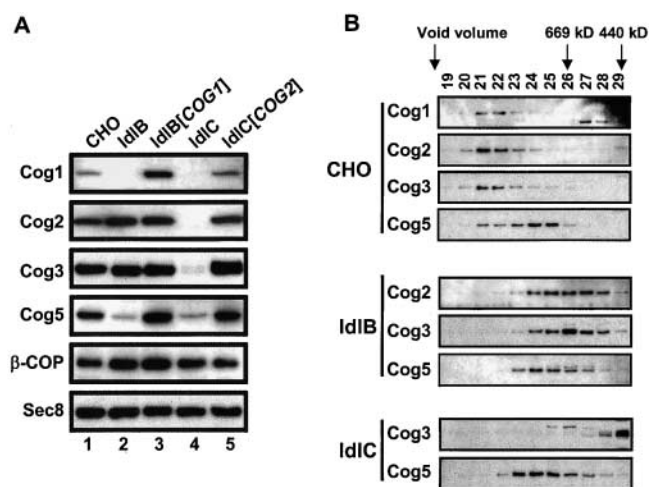 A
CHO
ldlB
ldlB[COG1]
ldlC
ldlC[COG2]
Cog1
Cog2
Cog3
Cog5
β-COP
Sec8
1 2 3 4 5
B
Void volume 669 kD 440 kD
19 20 21 22 23 24 25 26 27 28 29
CHO
Cog1
Cog2
Cog3
Cog5
ldlB
Cog2
Cog3
Cog5
ldlC
Cog3
Cog5